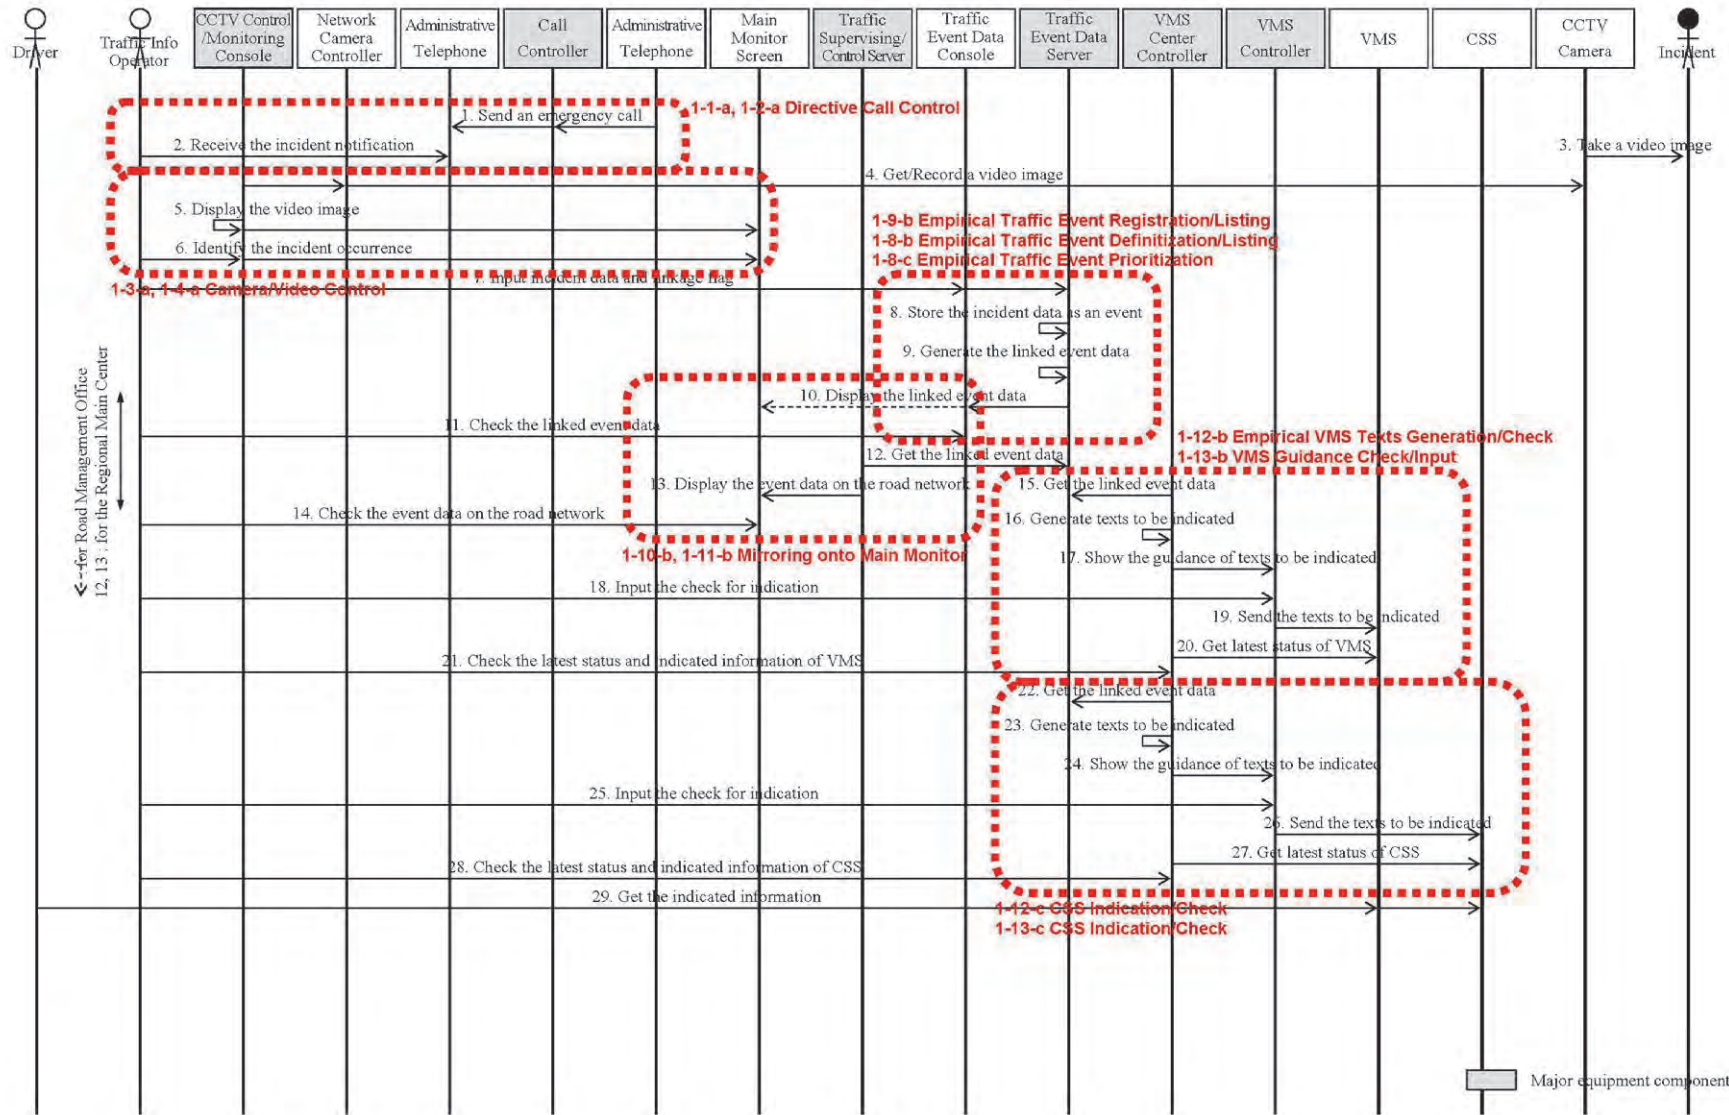 Driver
Traffic Info
Operator
CCTV Control
/Monitoring
Console
Network
Camera
Controller
Administrative
Telephone
Call
Controller
Administrative
Telephone
Main
Monitor
Screen
Traffic
Supervising/
Control Server
Traffic
Event Data
Console
Traffic
Event Data
Server
VMS
Center
Controller
VMS
Controller
VMS
CSS
CCTV
Camera
Incident
1-1-a, 1-2-a Directive Call Control
1. Send an emergency call
2. Receive the incident notification
3. Take a video image
4. Get/Record a video image
5. Display the video image
6. Identify the incident occurrence
1-9-b Empirical Traffic Event Registration/Listing
1-8-b Empirical Traffic Event Definitization/Listing
1-8-c Empirical Traffic Event Prioritization
7. Input incident data and linkage flag
1-3-a, 1-4-a Camera/Video Control
8. Store the incident data as an event
9. Generate the linked event data
10. Display the linked event data
11. Check the linked event data
1-12-b Empirical VMS Texts Generation/Check
1-13-b VMS Guidance Check/Input
12. Get the linked event data
13. Display the event data on the road network
15. Get the linked event data
14. Check the event data on the road network
16. Generate texts to be indicated
1-10-b, 1-11-b Mirroring onto Main Monitor
17. Show the guidance of texts to be indicated
<--for Road Management Office
12, 13 : for the Regional Main Center
18. Input the check for indication
19. Send the texts to be indicated
20. Get latest status of VMS
21. Check the latest status and indicated information of VMS
22. Get the linked event data
23. Generate texts to be indicated
24. Show the guidance of texts to be indicated
25. Input the check for indication
26. Send the texts to be indicated
27. Get latest status of CSS
28. Check the latest status and indicated information of CSS
29. Get the indicated information
1-12-c CSS Indication/Check
1-13-c CSS Indication/Check
Major equipment component